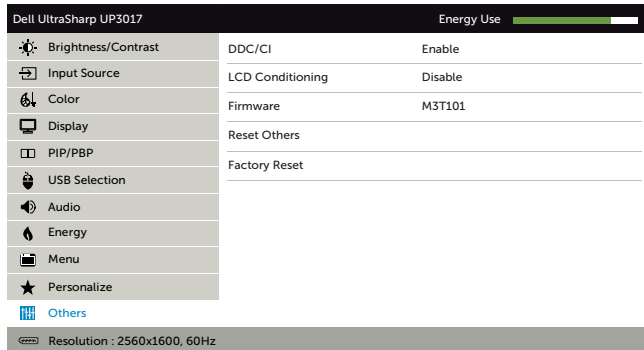 Dell UltraSharp UP3017 Energy Use
Brightness/Contrast DDC/CI Enable
Input Source LCD Conditioning Disable
Color Firmware M3T101
Display Reset Others
PIP/PBP Factory Reset
USB Selection
Audio
Energy
Menu
Personalize
Others
Resolution : 2560x1600, 60Hz